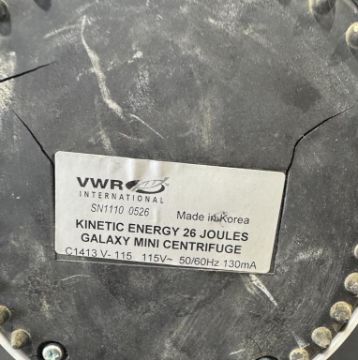 VWR
INTERNATIONAL
SN1110 0526
Made in Korea
KINETIC ENERGY 26 JOULES
GALAXY MINI CENTRIFUGE
C1413 V- 115 115V~ 50/60Hz 130mA